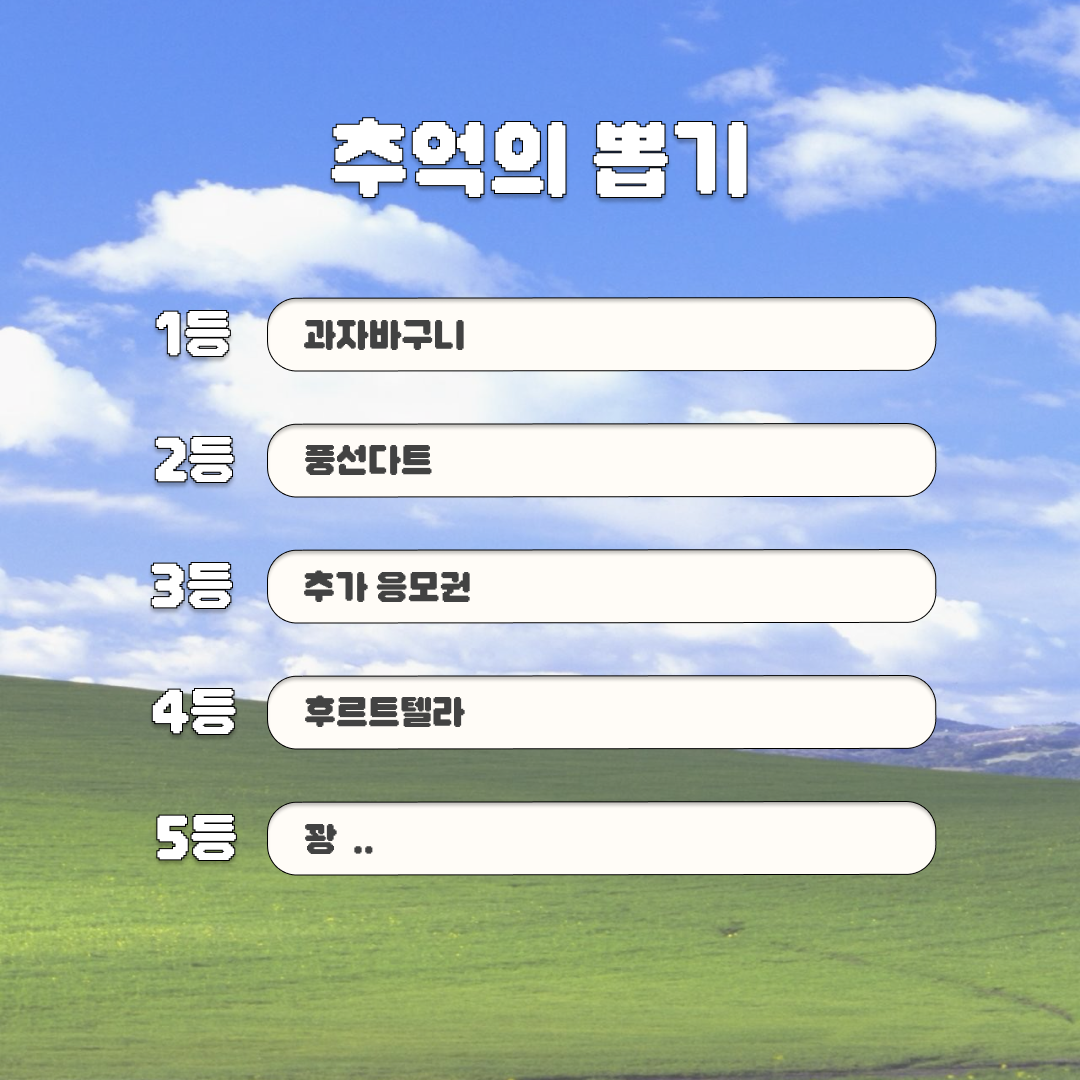 추억의 뽑기
1등 과자바구니
2등 풍선다트
3등 추가 응모권
4등 후르트텔라
5등 꽝 ..